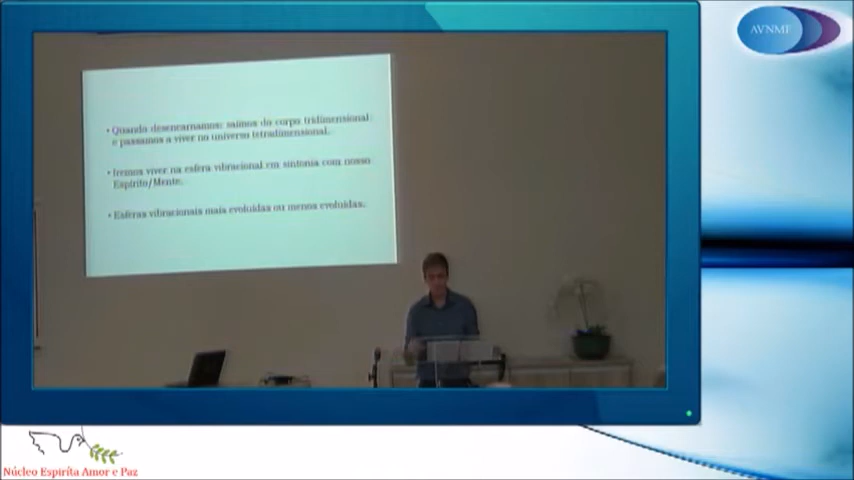 AVNMF
• Quando desencarnamos: saímos do corpo tridimensional
e passamos a viver no universo tetradimensional.
• Iremos viver na esfera vibracional em sintonia com nosso
Espírito/Mente.
• Esferas vibracionais mais evoluídas ou menos evoluídas.
Núcleo Espírita Amor e Paz